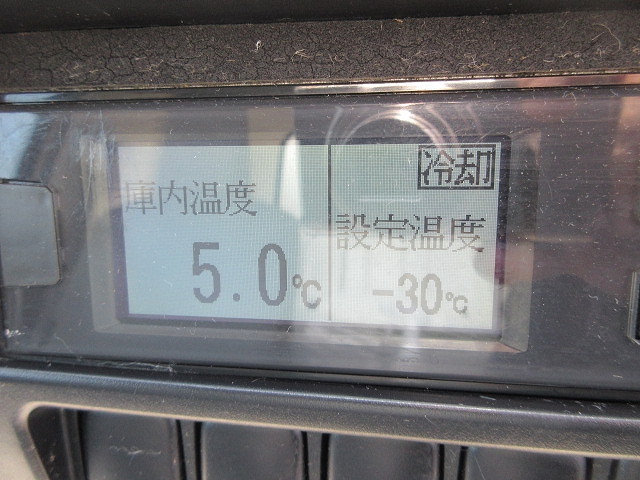 冷却
庫内温度
設定温度
5.0℃
-30℃